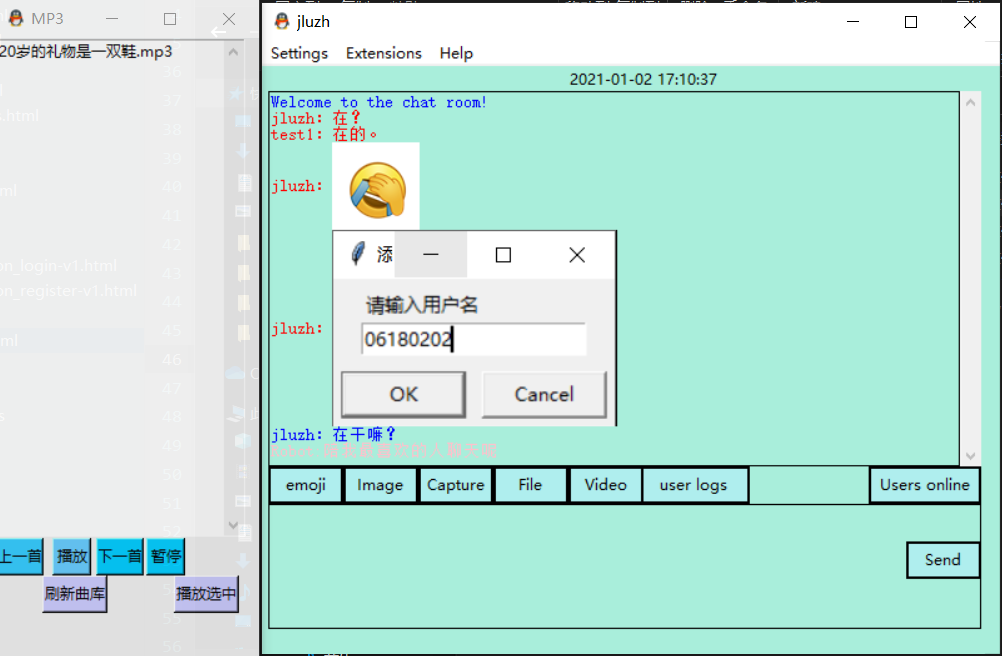 MP3
20岁的礼物是一双鞋.mp3
.html
on_login-v1.html
on_register-v1.html
上一首 播放 下一首 暂停
刷新曲库 播放选中
jluzh
Settings Extensions Help
2021-01-02 17:10:37
Welcome to the chat room!
jluzh: 在?
test1: 在的。
jluzh:
添
请输入用户名
jluzh:
06180202
OK Cancel
jluzh: 在干嘛?
emoji Image Capture File Video user logs Users online
Send